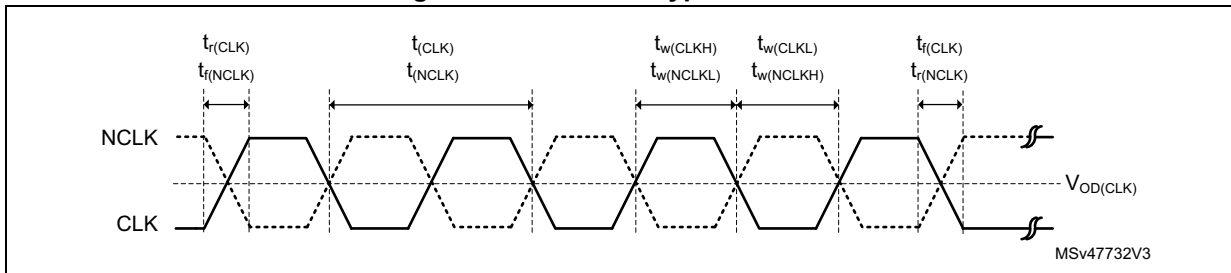 t_r(CLK) t_(CLK) t_w(CLKH) t_w(CLKL) t_f(CLK)
t_f(NCLK) t_(NCLK) t_w(NCLKL) t_w(NCLKH) t_r(NCLK)
NCLK
V_OD(CLK)
CLK
MSv47732V3